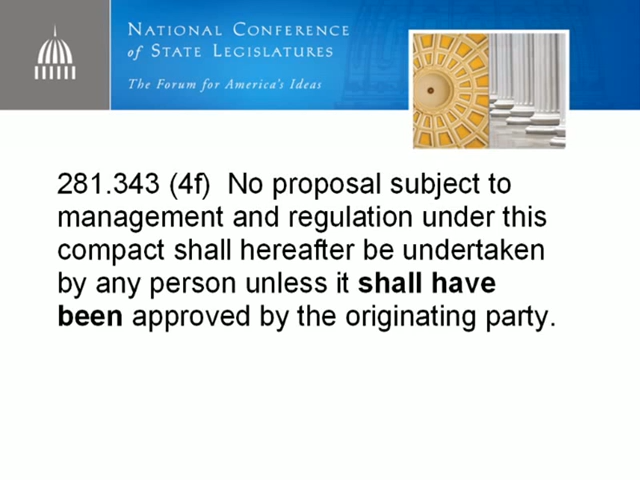 NATIONAL CONFERENCE
of STATE LEGISLATURES
The Forum for America's Ideas
281.343 (4f)  No proposal subject to
management and regulation under this
compact shall hereafter be undertaken
by any person unless it shall have
been approved by the originating party.